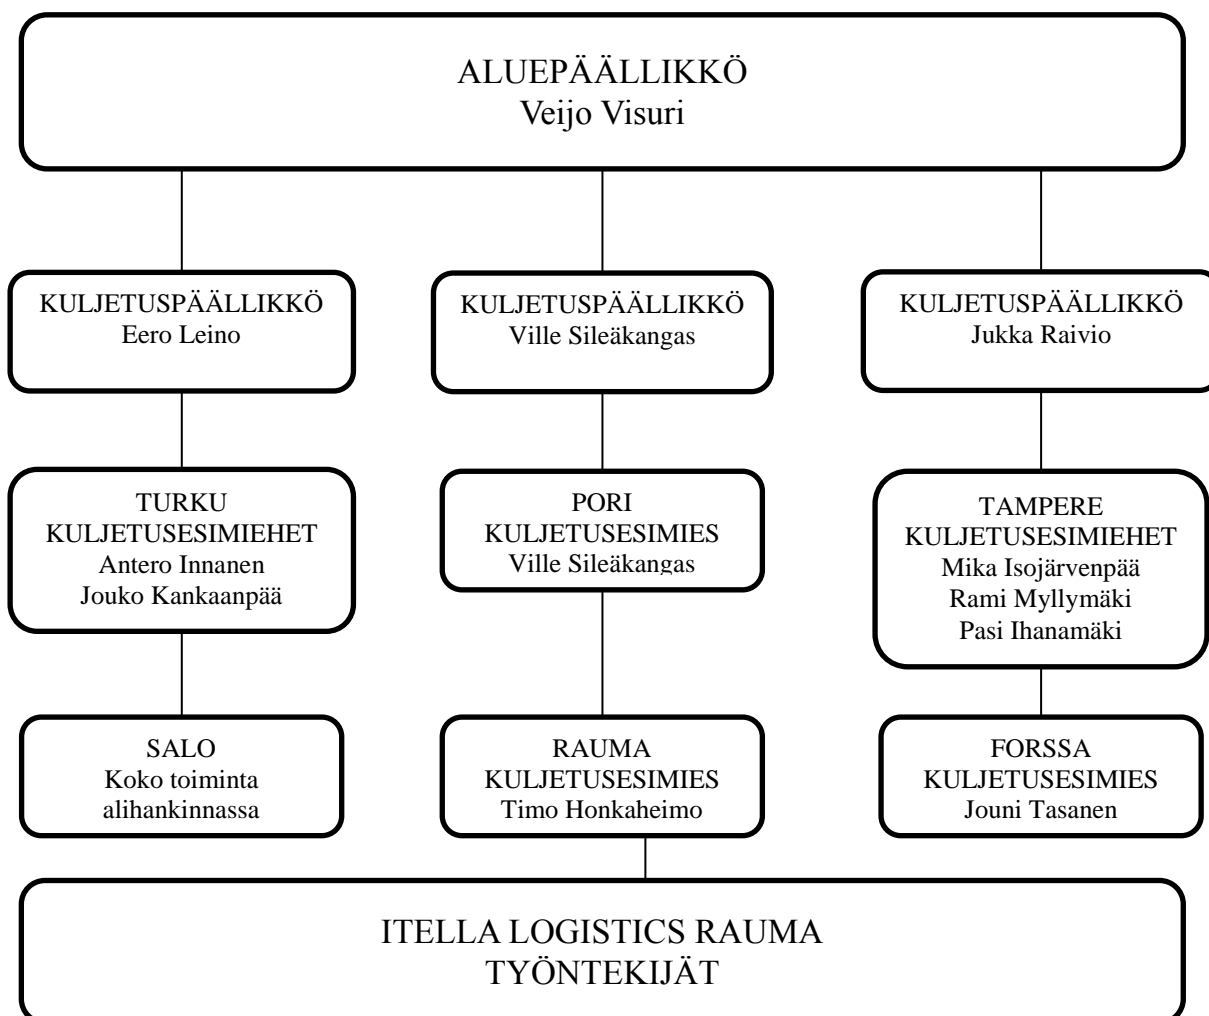 ALUEPÄÄLLIKKÖ
Veijo Visuri
KULJETUSPÄÄLLIKKÖ
Eero Leino
KULJETUSPÄÄLLIKKÖ
Ville Sileäkangas
KULJETUSPÄÄLLIKKÖ
Jukka Raivio
TURKU
KULJETUSESIMIEHET
Antero Innanen
Jouko Kankaanpää
PORI
KULJETUSESIMIES
Ville Sileäkangas
TAMPERE
KULJETUSESIMIEHET
Mika Isojärvenpää
Rami Myllymäki
Pasi Ihanamäki
SALO
Koko toiminta
alihankinnassa
RAUMA
KULJETUSESIMIES
Timo Honkaheimo
FORSSA
KULJETUSESIMIES
Jouni Tasanen
ITELLA LOGISTICS RAUMA
TYÖNTEKIJÄT